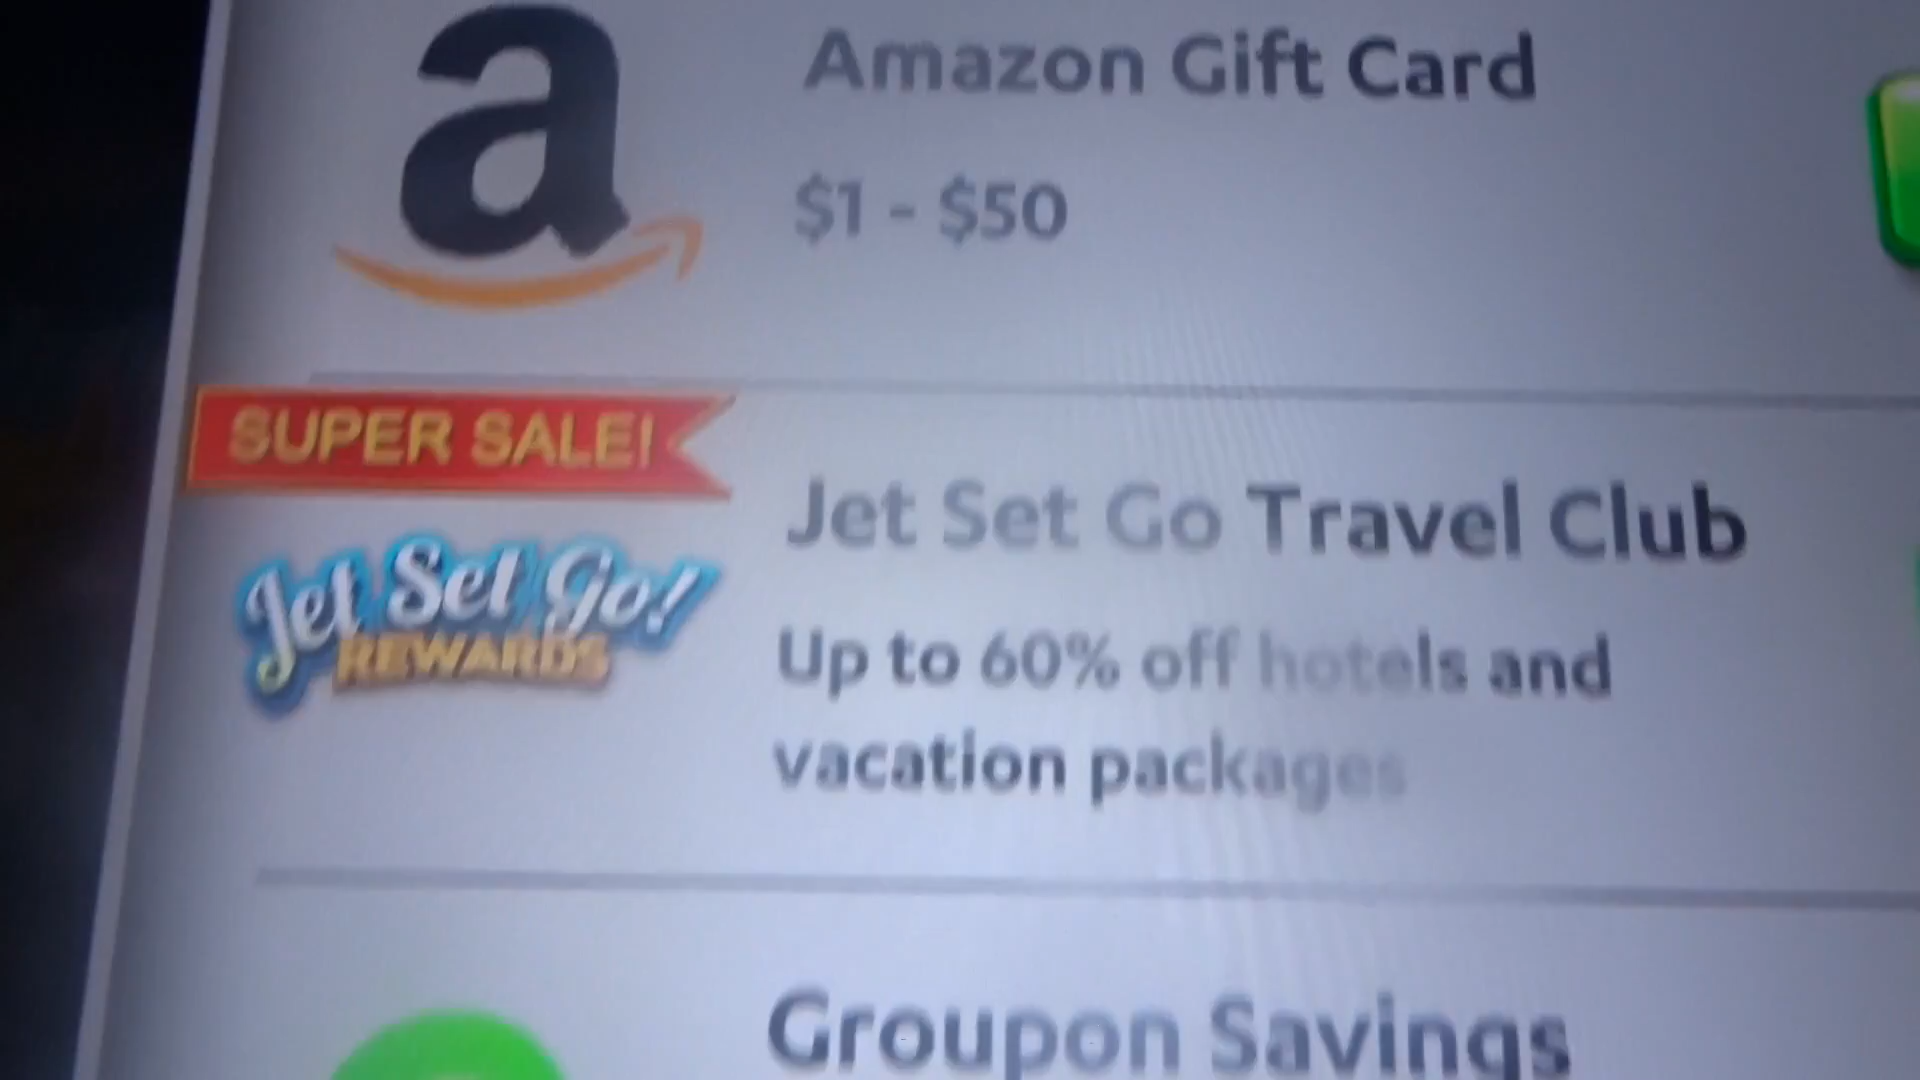 a
Amazon Gift Card
$1 - $50
SUPER SALE!
Jet Set Go!
REWARDS
Jet Set Go Travel Club
Up to 60% off hotels and
vacation packages
Groupon Savings